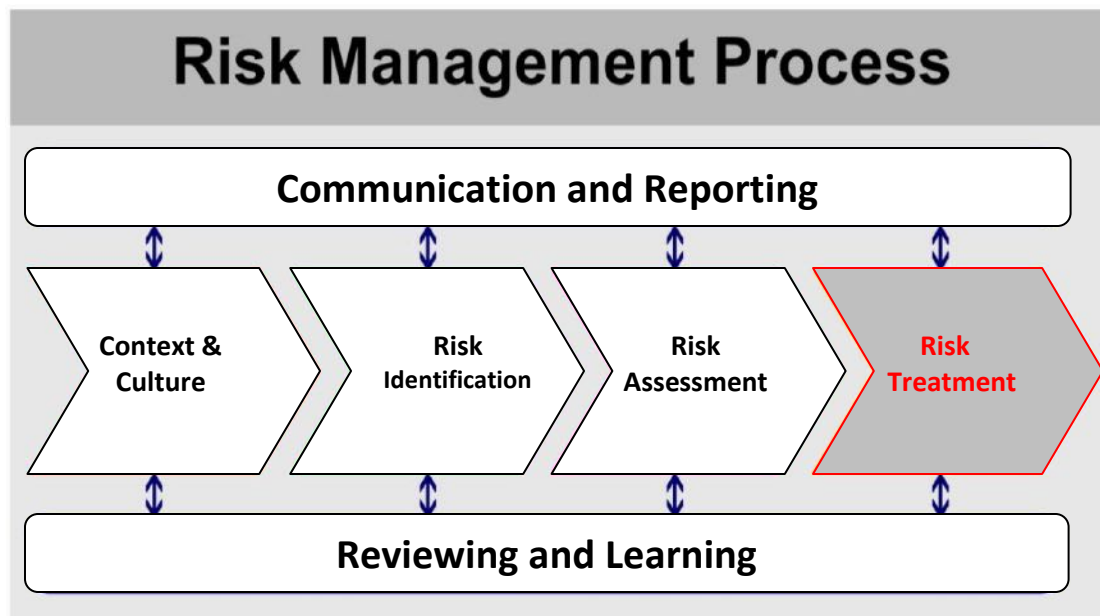 Risk Management Process
Communication and Reporting
Context &
Culture
Risk
Identification
Risk
Assessment
Risk
Treatment
Reviewing and Learning